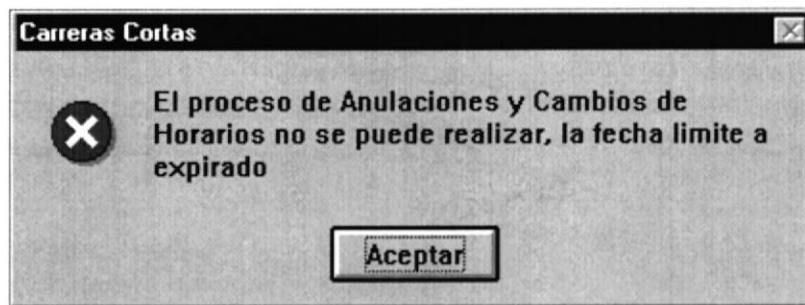 Carreras Cortas
El proceso de Anulaciones y Cambios de
Horarios no se puede realizar, la fecha limite a
expirado
Aceptar